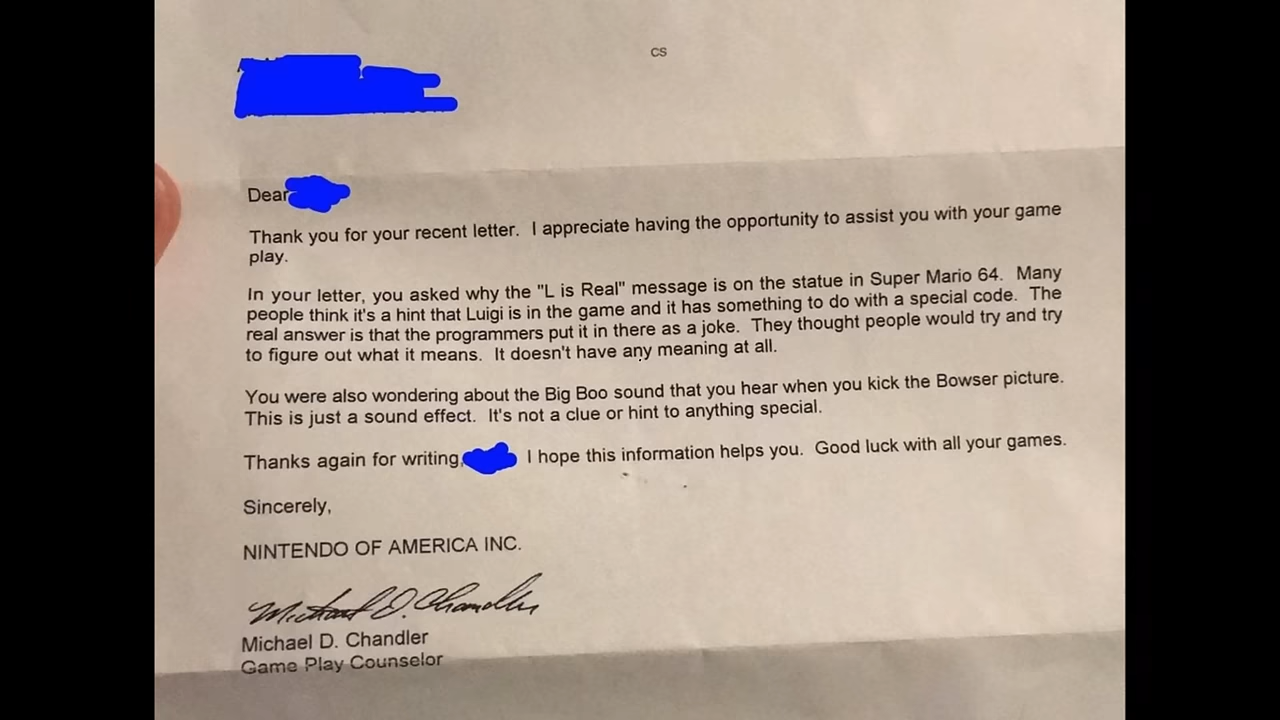 CS
Dear
Thank you for your recent letter.  I appreciate having the opportunity to assist you with your game
play.
In your letter, you asked why the "L is Real" message is on the statue in Super Mario 64.  Many
people think it's a hint that Luigi is in the game and it has something to do with a special code.  The
real answer is that the programmers put it in there as a joke.  They thought people would try and try
to figure out what it means.  It doesn't have any meaning at all.
You were also wondering about the Big Boo sound that you hear when you kick the Bowser picture.
This is just a sound effect.  It's not a clue or hint to anything special.
Thanks again for writing,  I hope this information helps you.  Good luck with all your games.
Sincerely,
NINTENDO OF AMERICA INC.
Michael D. Chandler
Michael D. Chandler
Game Play Counselor